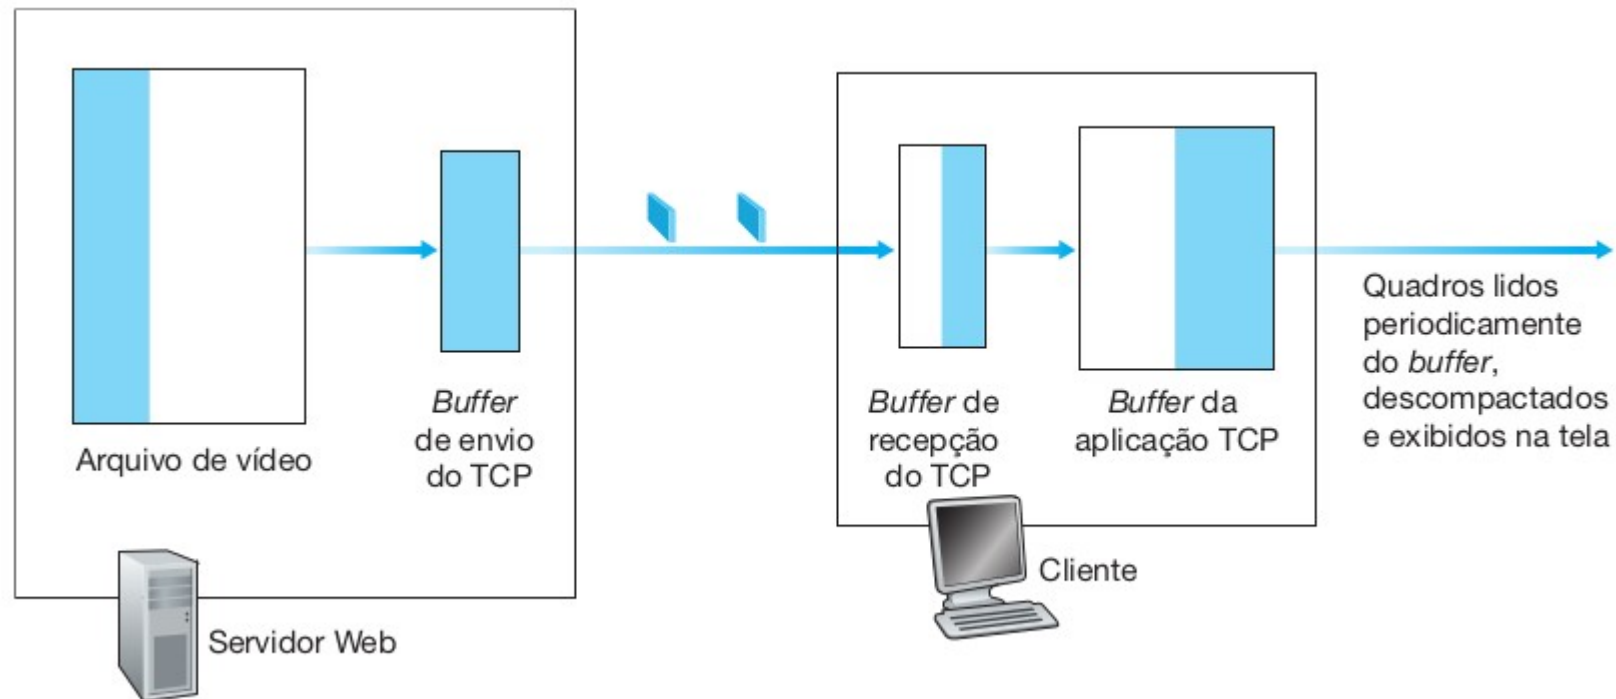 Arquivo de vídeo
Buffer
de envio
do TCP
Servidor Web
Buffer de
recepção
do TCP
Buffer da
aplicação TCP
Cliente
Quadros lidos
periodicamente
do buffer,
descompactados
e exibidos na tela